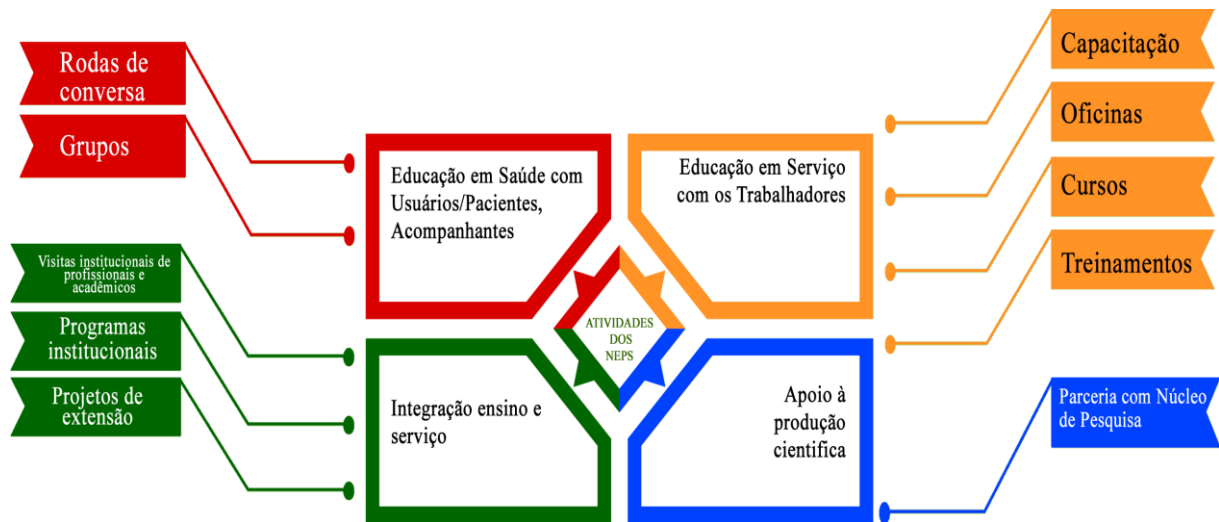 Rodas de
conversa
Grupos
Visitas institucionais de
profissionais e
acadêmicos
Programas
institucionais
Projetos de
extensão
Educação em Saúde com
Usuários/Pacientes,
Acompanhantes
Educação em Serviço
com os Trabalhadores
ATIVIDADES
DOS
NEPS
Integração ensino e
serviço
Apoio à
produção
cientifica
Capacitação
Oficinas
Cursos
Treinamentos
Parceria com Núcleo
de Pesquisa